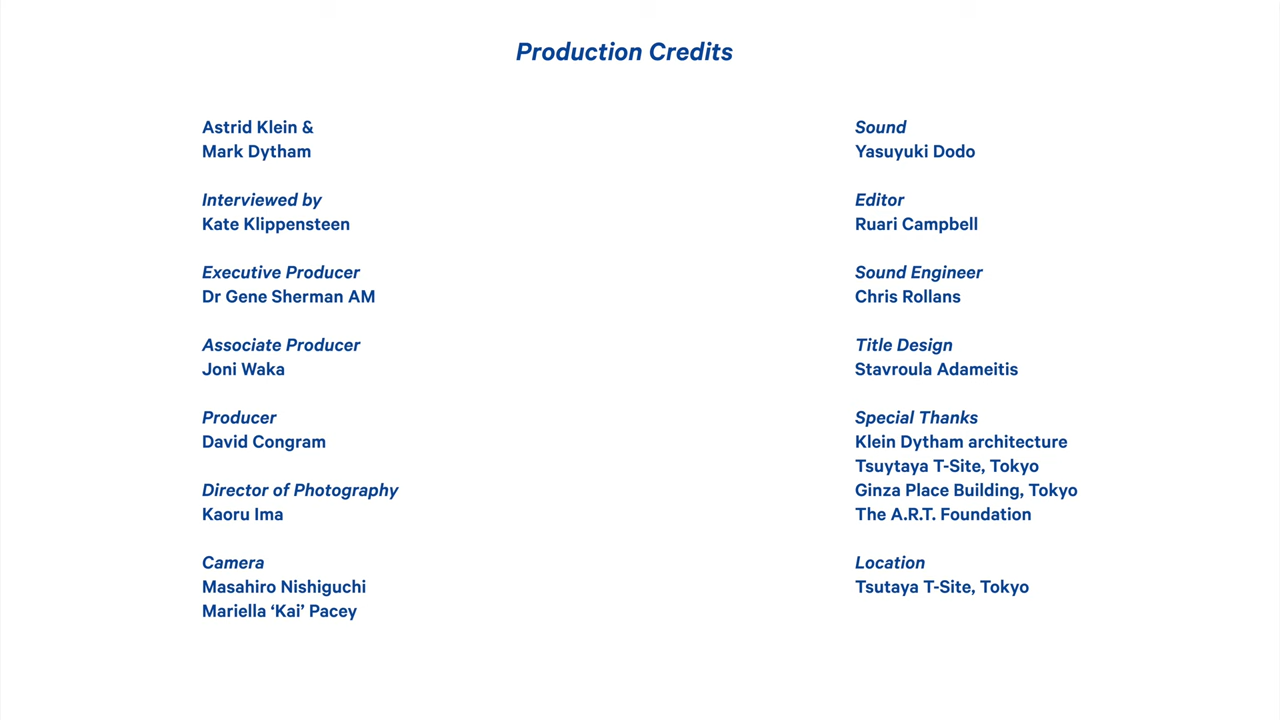 Production Credits
Astrid Klein &
Mark Dytham
Interviewed by
Kate Klippensteen
Executive Producer
Dr Gene Sherman AM
Associate Producer
Joni Waka
Producer
David Congram
Director of Photography
Kaoru Ima
Camera
Masahiro Nishiguchi
Mariella ‘Kai’ Pacey
Sound
Yasuyuki Dodo
Editor
Ruari Campbell
Sound Engineer
Chris Rollans
Title Design
Stavroula Adameitis
Special Thanks
Klein Dytham architecture
Tsuytaya T-Site, Tokyo
Ginza Place Building, Tokyo
The A.R.T. Foundation
Location
Tsutaya T-Site, Tokyo